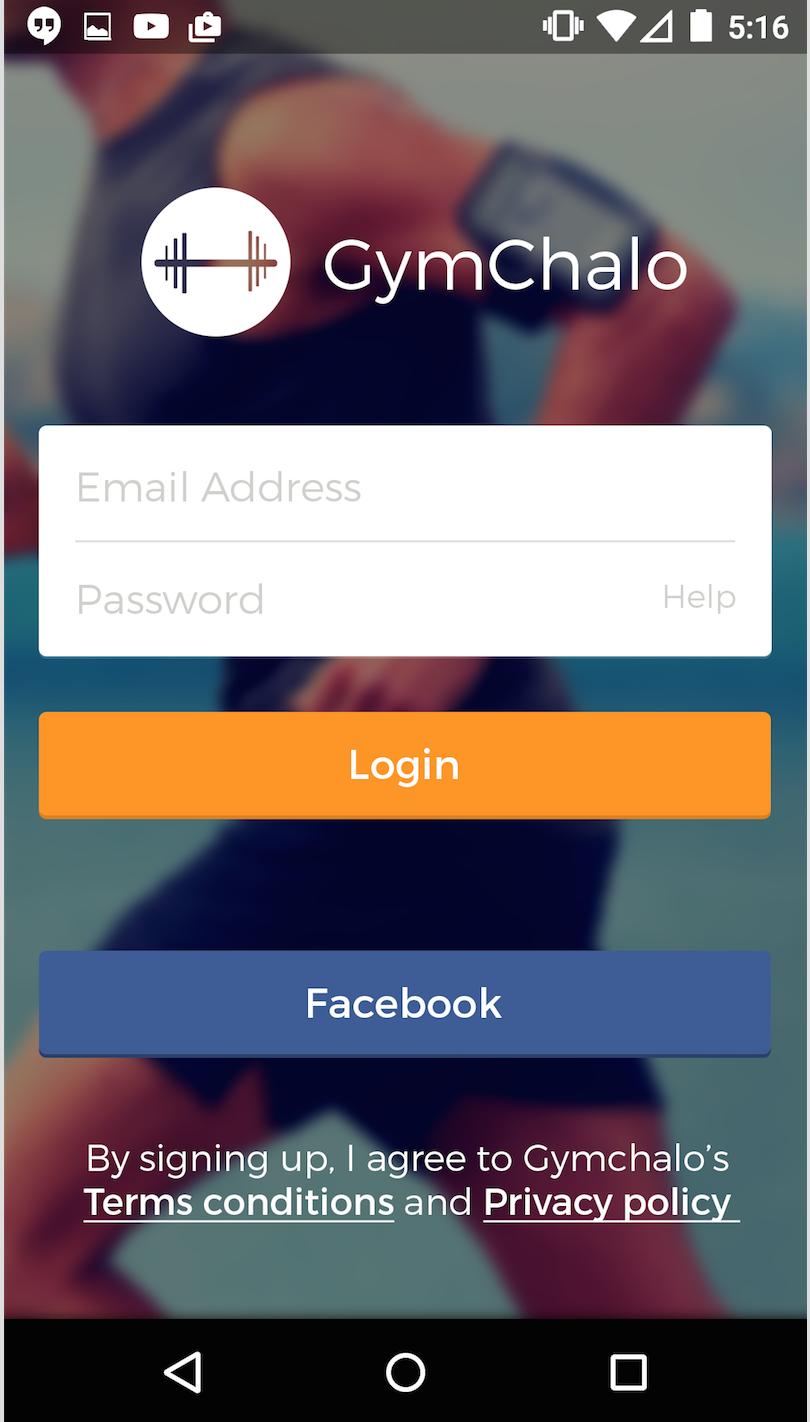 5:16
GymChalo
Email Address
Password Help
Login
Facebook
By signing up, I agree to Gymchalo’s
Terms conditions and Privacy policy